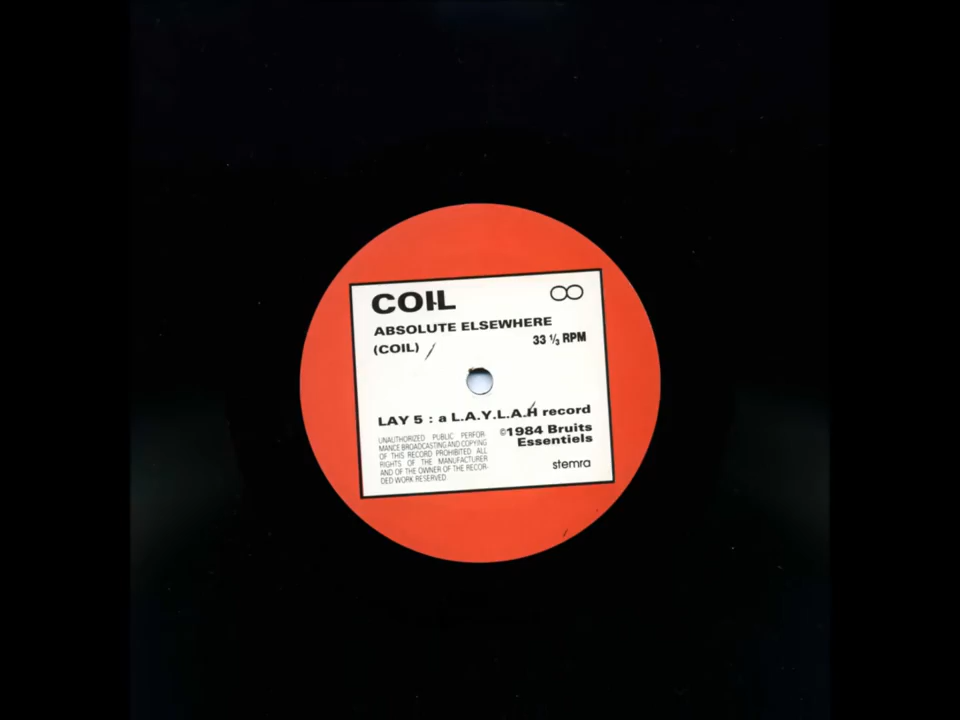 COIL
∞
ABSOLUTE ELSEWHERE
(COIL)
33 ⅓ RPM
LAY 5 : a L.A.Y.L.A.H record
©1984 Bruits
Essentiels
UNAUTHORIZED PUBLIC PERFOR-
MANCE BROADCASTING AND COPYING
OF THIS RECORD PROHIBITED ALL
RIGHTS OF THE MANUFACTURER
AND OF THE OWNER OF THE RECOR-
DED WORK RESERVED
stemra